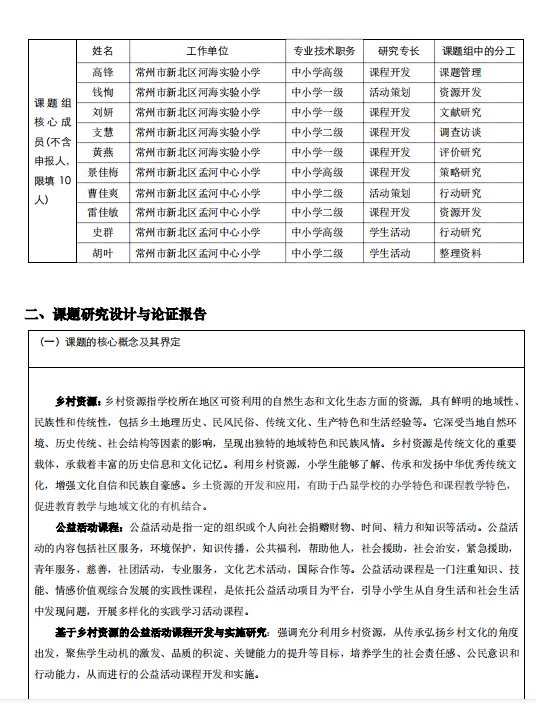 姓名 工作单位 专业技术职务 研究专长 课题组中的分工
课题组核心成员(不含申报人，限填 10 人)
高锋 常州市新北区河海实验小学 中小学高级 课程开发 课题管理
钱恂 常州市新北区河海实验小学 中小学一级 活动策划 资源开发
刘妍 常州市新北区河海实验小学 中小学一级 课程开发 文献研究
支慧 常州市新北区河海实验小学 中小学二级 课程开发 调查访谈
黄燕 常州市新北区河海实验小学 中小学一级 课程开发 评价研究
景佳梅 常州市新北区孟河中心小学 中小学高级 课程开发 策略研究
曹佳爽 常州市新北区孟河中心小学 中小学二级 活动策划 行动研究
雷佳敏 常州市新北区孟河中心小学 中小学二级 课程开发 资源开发
史群 常州市新北区孟河中心小学 中小学高级 学生活动 行动研究
胡叶 常州市新北区孟河中心小学 中小学二级 学生活动 整理资料
二、课题研究设计与论证报告
（一）课题的核心概念及其界定
乡村资源：乡村资源指学校所在地区可资利用的自然生态和文化生态方面的资源，具有鲜明的地域性、
民族性和传统性，包括乡土地理历史、民风民俗、传统文化、生产特色和生活经验等。它深受当地自然环
境、历史传统、社会结构等因素的影响，呈现出独特的地域特色和民族风情。乡村资源是传统文化的重要
载体，承载着丰富的历史信息和文化记忆。利用乡村资源，小学生能够了解、传承和发扬中华优秀传统文
化，增强文化自信和民族自豪感。乡土资源的开发和应用，有助于凸显学校的办学特色和课程教学特色，
促进教育教学与地域文化的有机结合。
公益活动课程：公益活动是指一定的组织或个人向社会捐赠财物、时间、精力和知识等活动。公益活
动的内容包括社区服务，环境保护，知识传播，公共福利，帮助他人，社会援助，社会治安，紧急援助，
青年服务，慈善，社团活动，专业服务，文化艺术活动，国际合作等。公益活动课程是一门注重知识、技
能、情感价值观综合发展的实践性课程，是依托公益活动项目为平台，引导小学生从自身生活和社会生活
中发现问题，开展多样化的实践学习活动课程。
基于乡村资源的公益活动课程开发与实施研究：强调充分利用乡村资源，从传承弘扬乡村文化的角度
出发，聚焦学生动机的激发、品质的积淀、关键能力的提升等目标，培养学生的社会责任感、公民意识和
行动能力，从而进行的公益活动课程开发和实施。